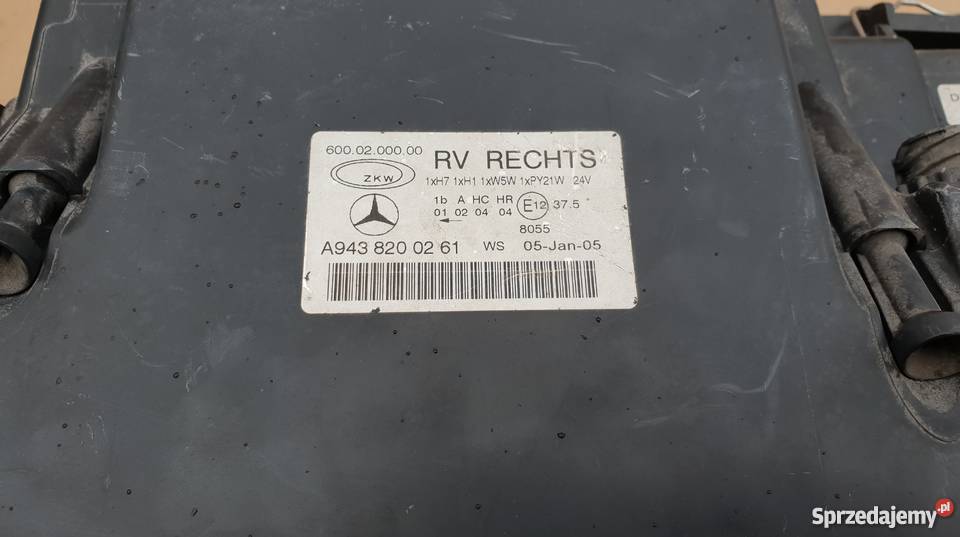 600.02.000.00
ZKW
RV RECHTS
1xH7 1xH1 1xW5W 1xPY21W 24V
1b A HC HR
01 02 04 04
E12 37.5
8055
A943 820 02 61 WS 05-Jan-05
D
Sprzedajemy.pl